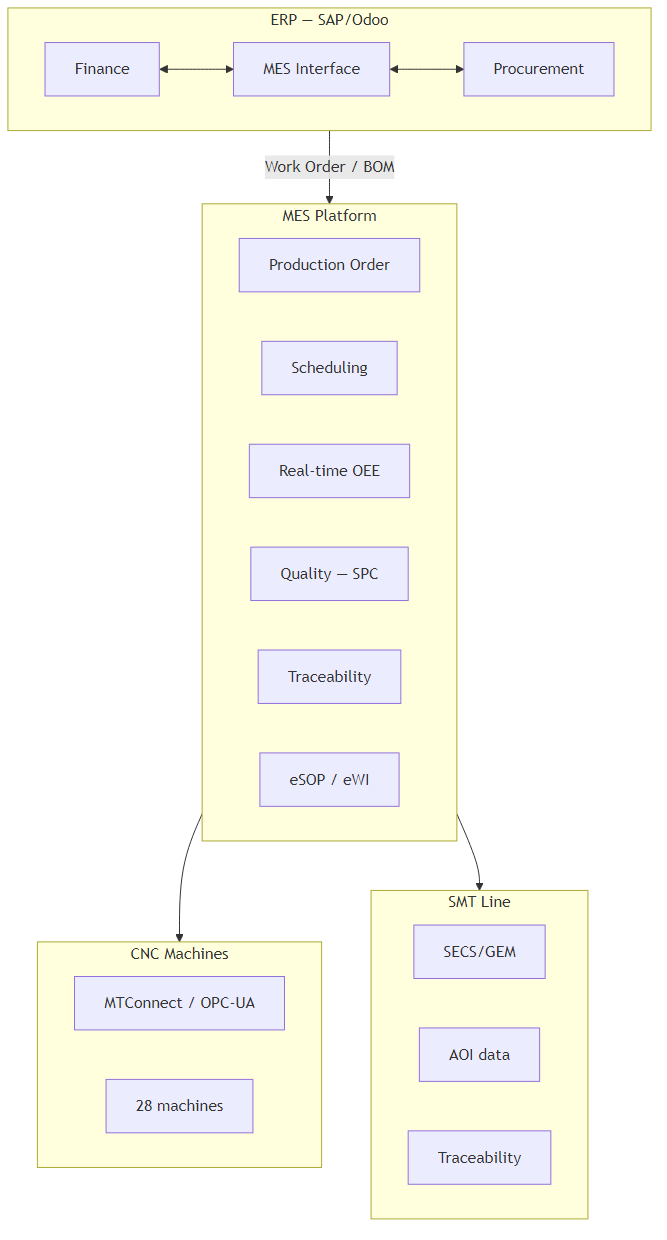 ERP — SAP/Odoo
Finance
MES Interface
Procurement
Work Order / BOM
MES Platform
Production Order
Scheduling
Real-time OEE
Quality — SPC
Traceability
eSOP / eWI
CNC Machines
MTConnect / OPC-UA
28 machines
SMT Line
SECS/GEM
AOI data
Traceability